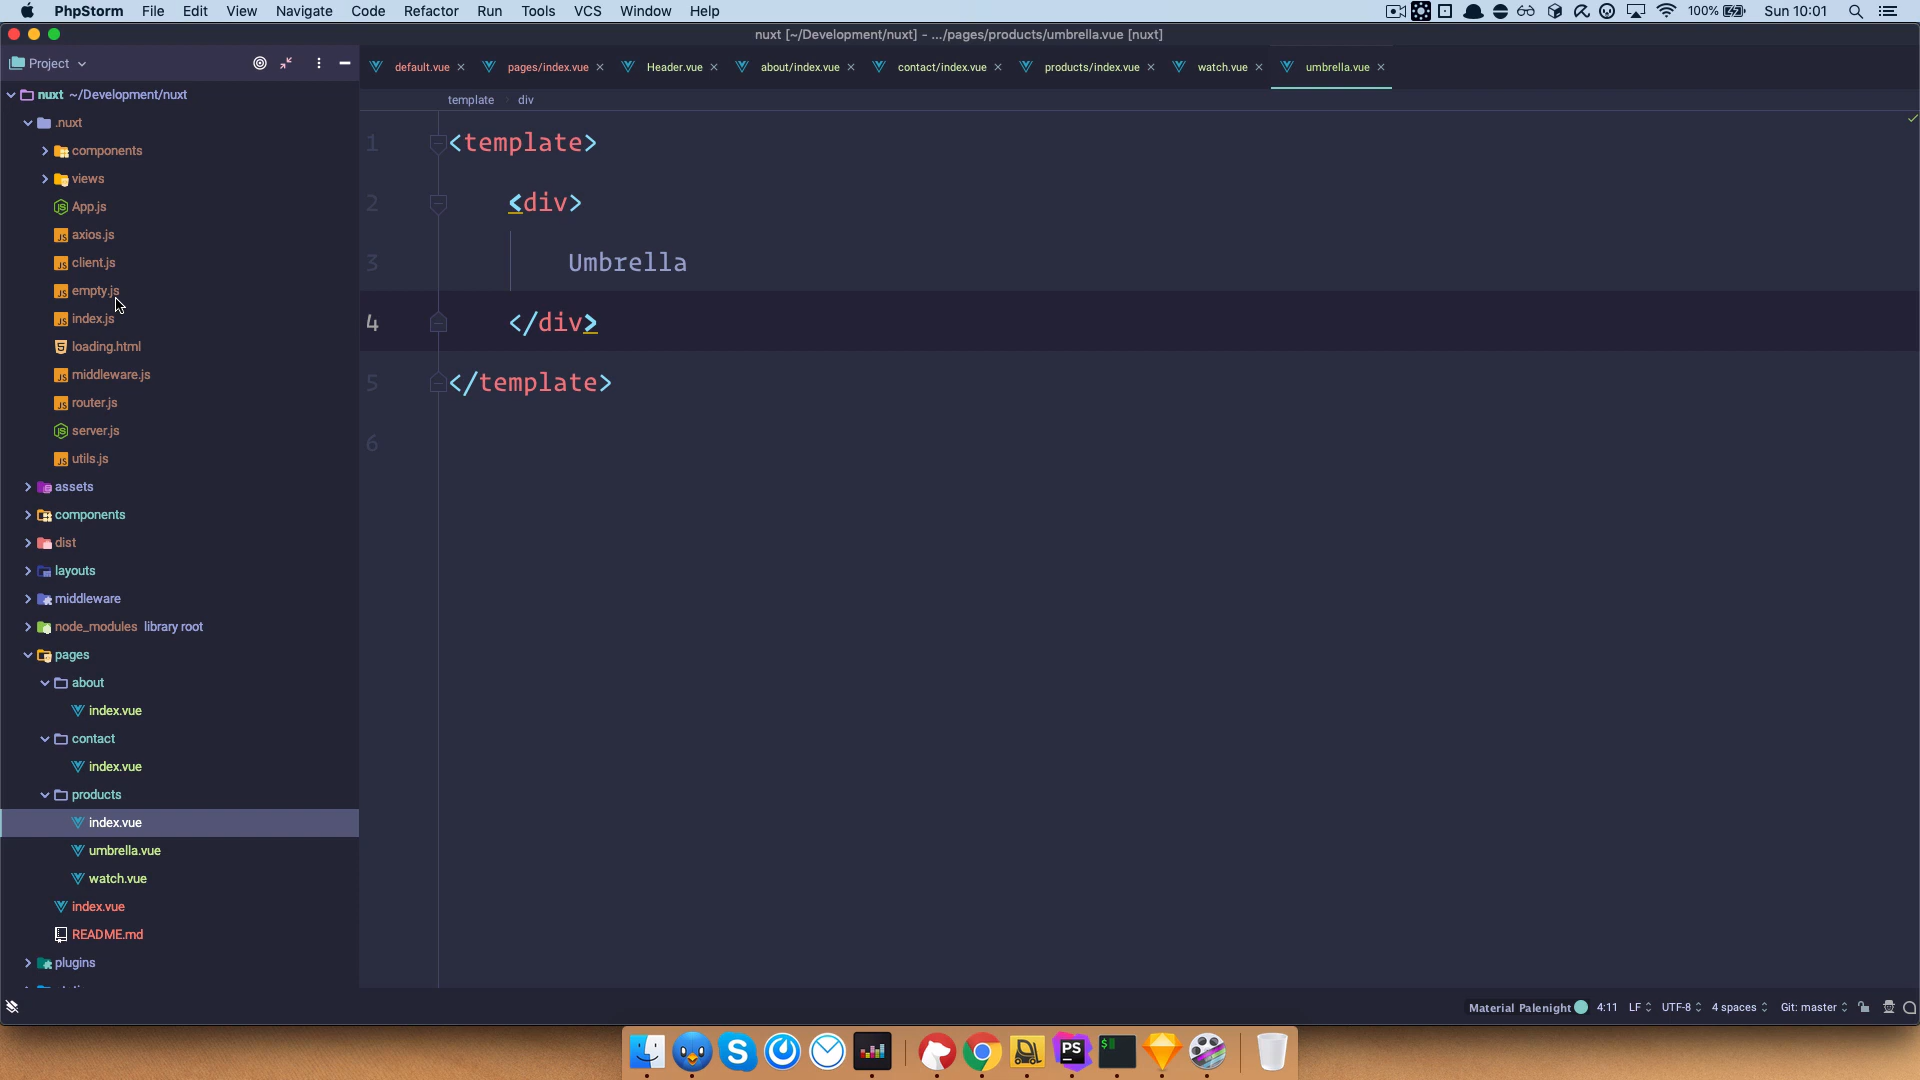 PhpStorm File Edit View Navigate Code Refactor Run Tools VCS Window Help 100% Sun 10:01
nuxt [~/Development/nuxt] - .../pages/products/umbrella.vue [nuxt]
Project
default.vue pages/index.vue Header.vue about/index.vue contact/index.vue products/index.vue watch.vue umbrella.vue
template div
nuxt ~/Development/nuxt
.nuxt
components
views
App.js
axios.js
client.js
empty.js
index.js
loading.html
middleware.js
router.js
server.js
utils.js
assets
components
dist
layouts
middleware
node_modules library root
pages
about
index.vue
contact
index.vue
products
index.vue
umbrella.vue
watch.vue
index.vue
README.md
plugins
1 <template>
2 <div>
3 Umbrella
4 </div>
5 </template>
6
Material Palenight 4:11 LF UTF-8 4 spaces Git: master
PS
$